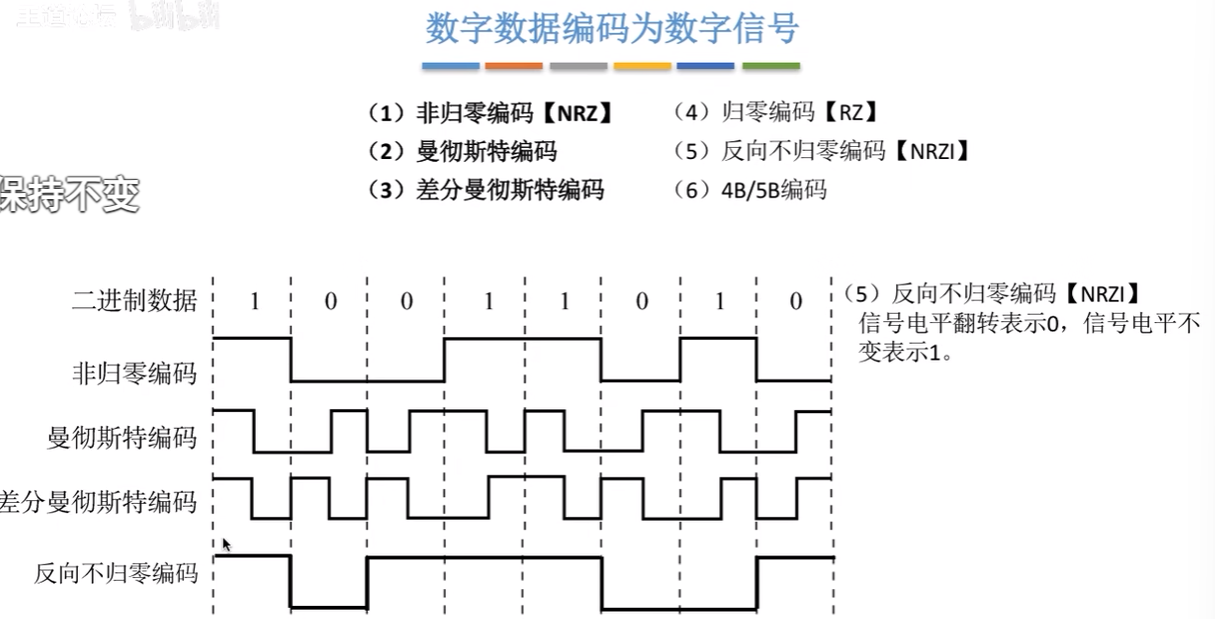 数字数据编码为数字信号
（1）非归零编码【NRZ】
（4）归零编码【RZ】
（2）曼彻斯特编码
（5）反向不归零编码【NRZI】
（3）差分曼彻斯特编码
（6）4B/5B编码
保持不变
二进制数据 1 0 0 1 1 0 1 0
（5）反向不归零编码【NRZI】
信号电平翻转表示0，信号电平不
变表示1。
非归零编码
曼彻斯特编码
差分曼彻斯特编码
反向不归零编码
bilibili